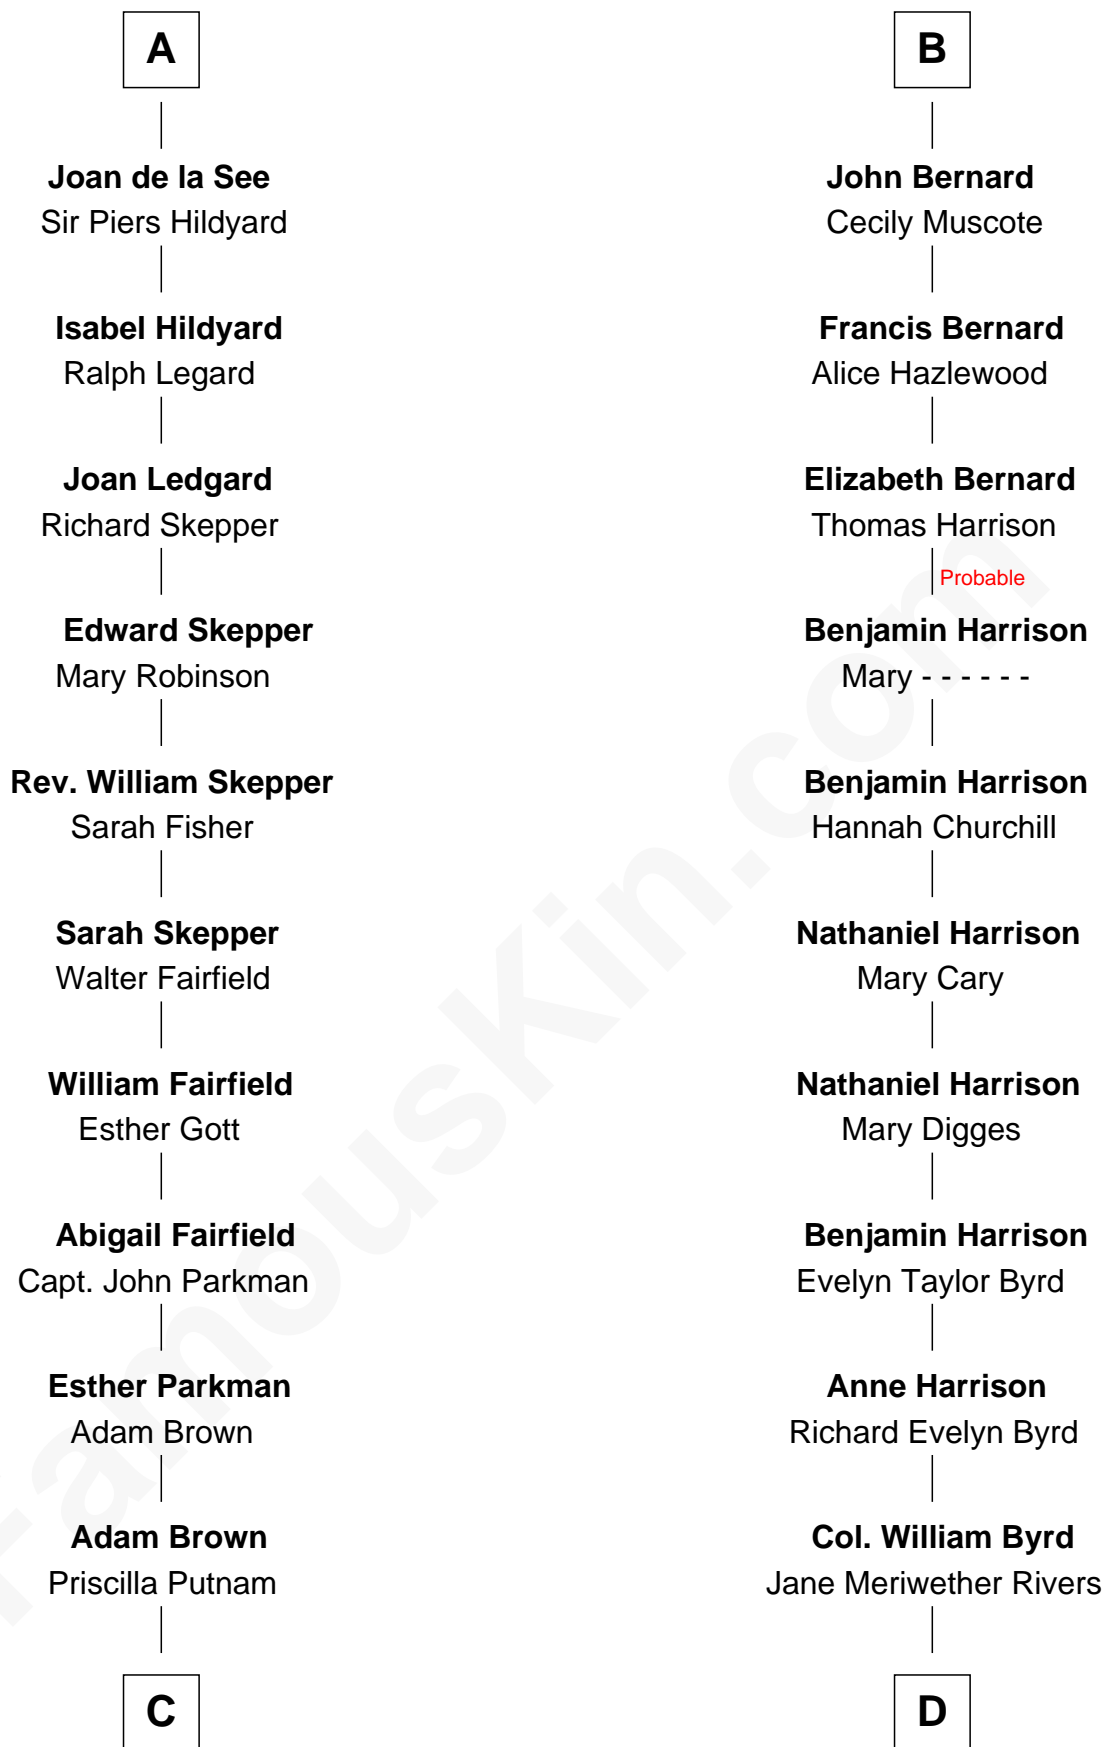 A
Joan de la See
Sir Piers Hildyard
Isabel Hildyard
Ralph Legard
Joan Ledgard
Richard Skepper
Edward Skepper
Mary Robinson
Rev. William Skepper
Sarah Fisher
Sarah Skepper
Walter Fairfield
William Fairfield
Esther Gott
Abigail Fairfield
Capt. John Parkman
Esther Parkman
Adam Brown
Adam Brown
Priscilla Putnam
C
B
John Bernard
Cecily Muscote
Francis Bernard
Alice Hazlewood
Elizabeth Bernard
Thomas Harrison
Probable
Benjamin Harrison
Mary - - - - - -
Benjamin Harrison
Hannah Churchill
Nathaniel Harrison
Mary Cary
Nathaniel Harrison
Mary Digges
Benjamin Harrison
Evelyn Taylor Byrd
Anne Harrison
Richard Evelyn Byrd
Col. William Byrd
Jane Meriwether Rivers
D
FamousKin.com